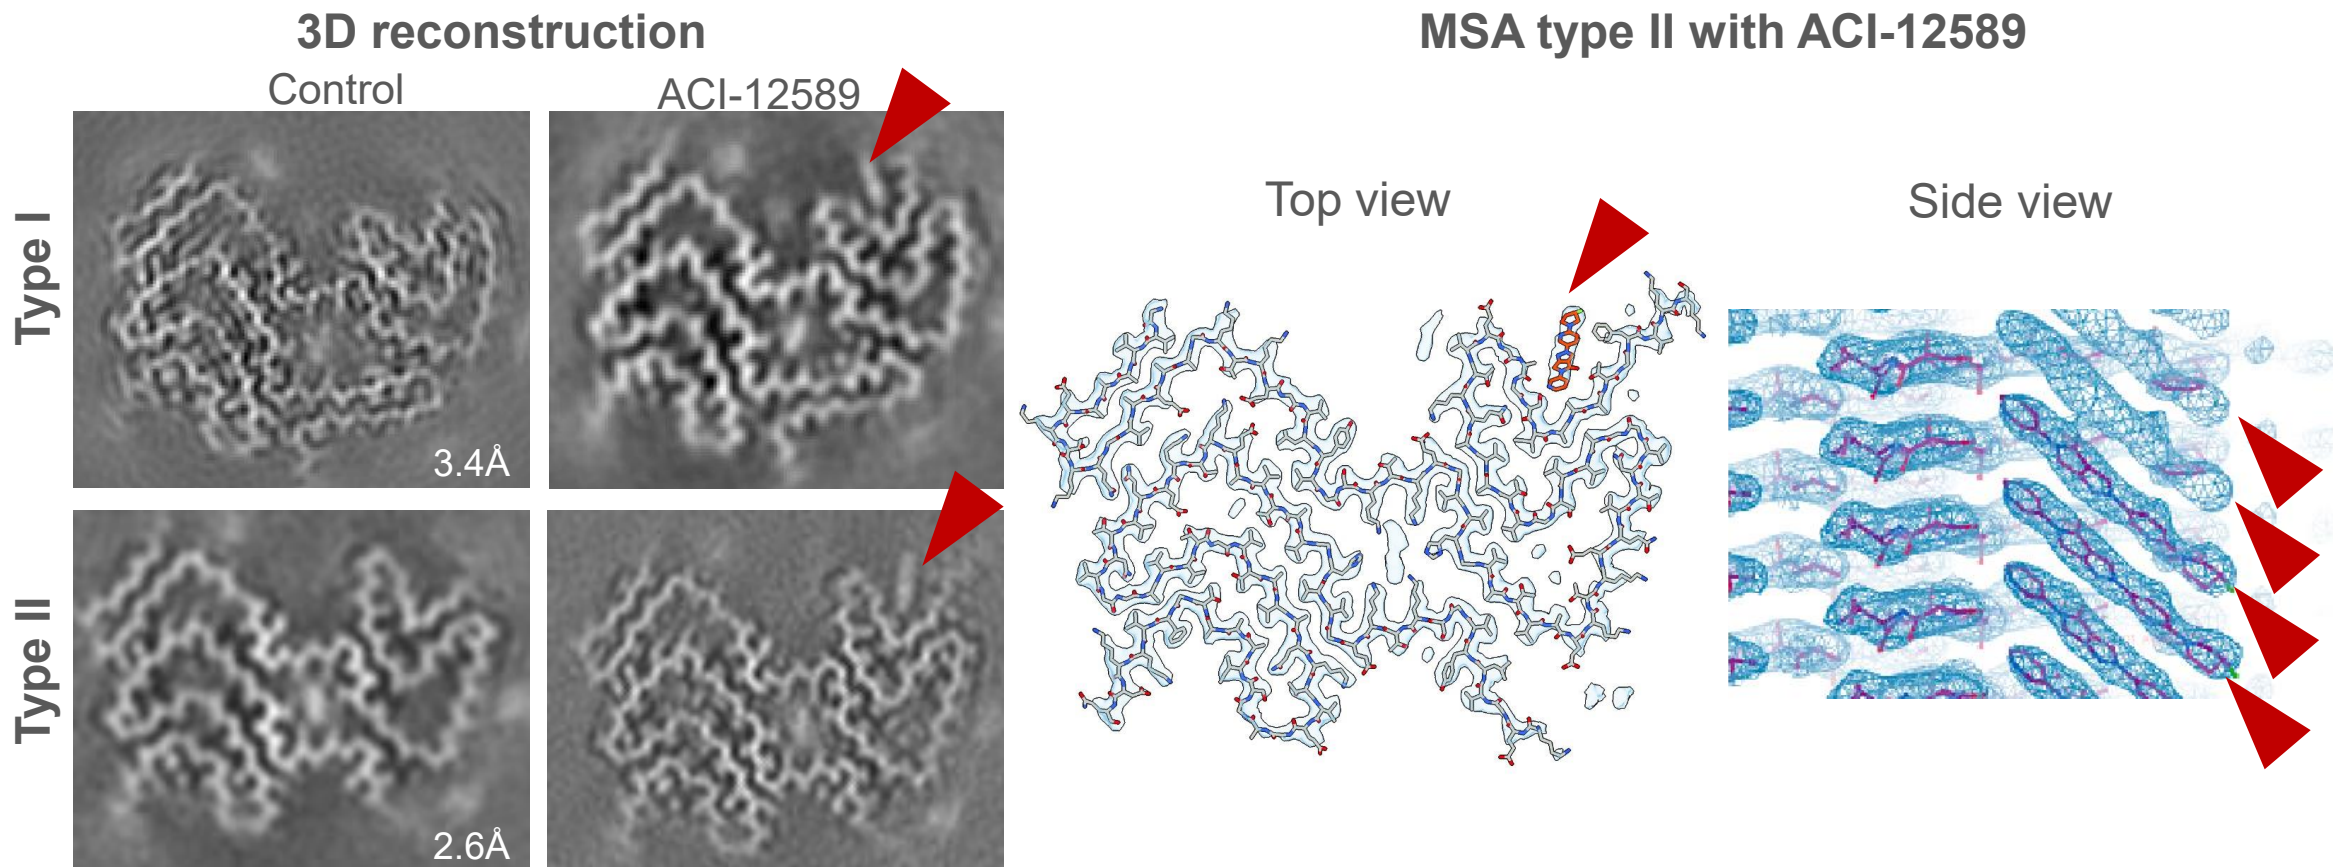 3D reconstruction
MSA type II with ACI-12589
Control
ACI-12589
Type I
3.4Å
Type II
2.6Å
Top view
Side view